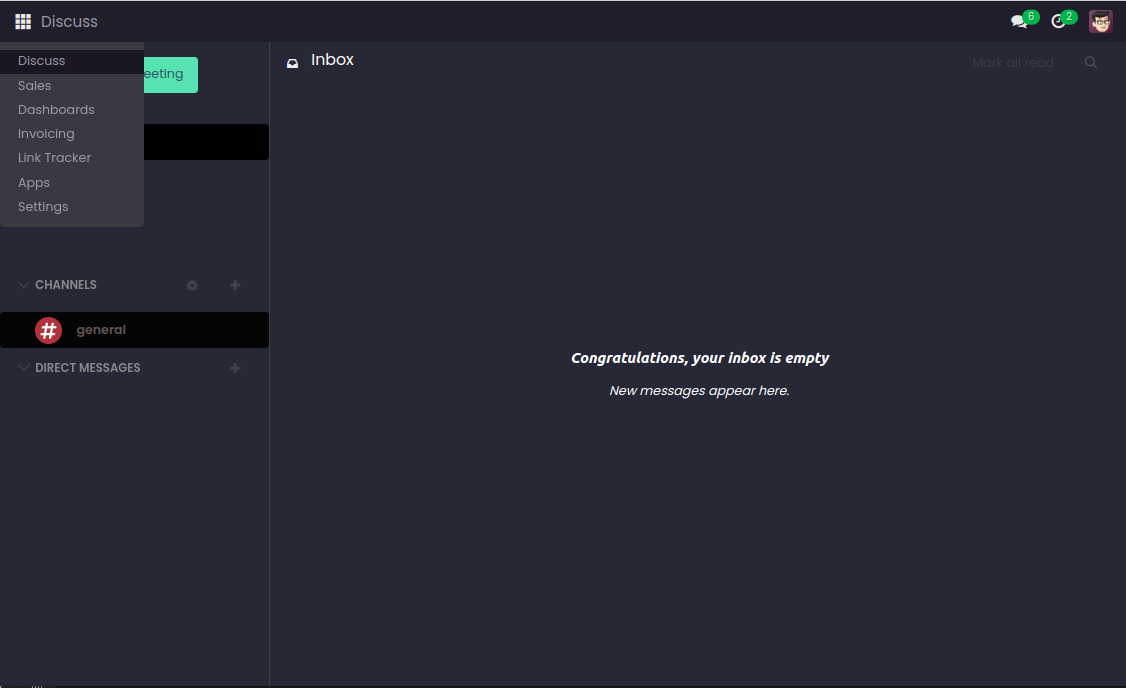 Discuss
6
2
Discuss
Sales
Dashboards
Invoicing
Link Tracker
Apps
Settings
eeting
Inbox
Mark all read
CHANNELS
# general
DIRECT MESSAGES
Congratulations, your inbox is empty
New messages appear here.